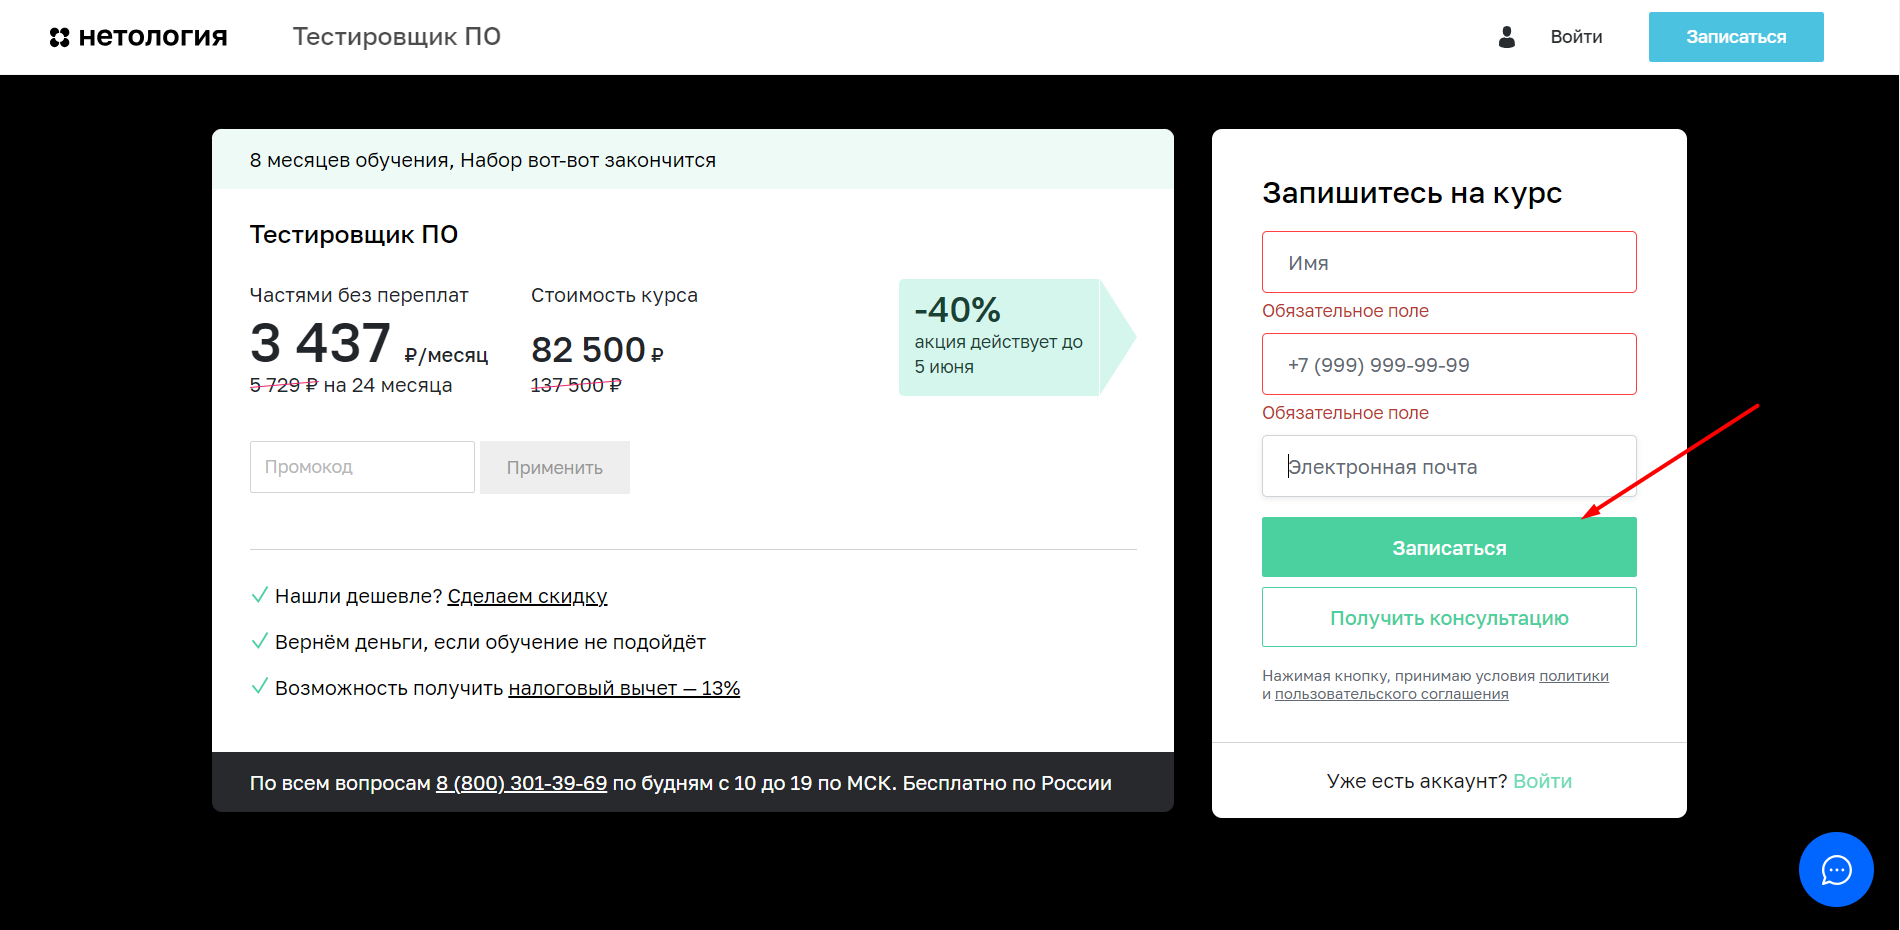 нетология
Тестировщик ПО
Войти
Записаться
8 месяцев обучения, Набор вот-вот закончится
Тестировщик ПО
Частями без переплат
3 437 ₽/месяц
5 729 ₽ на 24 месяца
Стоимость курса
82 500 ₽
137 500 ₽
-40%
акция действует до
5 июня
Промокод
Применить
Нашли дешевле? Сделаем скидку
Вернём деньги, если обучение не подойдёт
Возможность получить налоговый вычет — 13%
По всем вопросам 8 (800) 301-39-69 по будням с 10 до 19 по МСК. Бесплатно по России
Запишитесь на курс
Имя
Обязательное поле
+7 (999) 999-99-99
Обязательное поле
Электронная почта
Записаться
Получить консультацию
Нажимая кнопку, принимаю условия политики
и пользовательского соглашения
Уже есть аккаунт? Войти